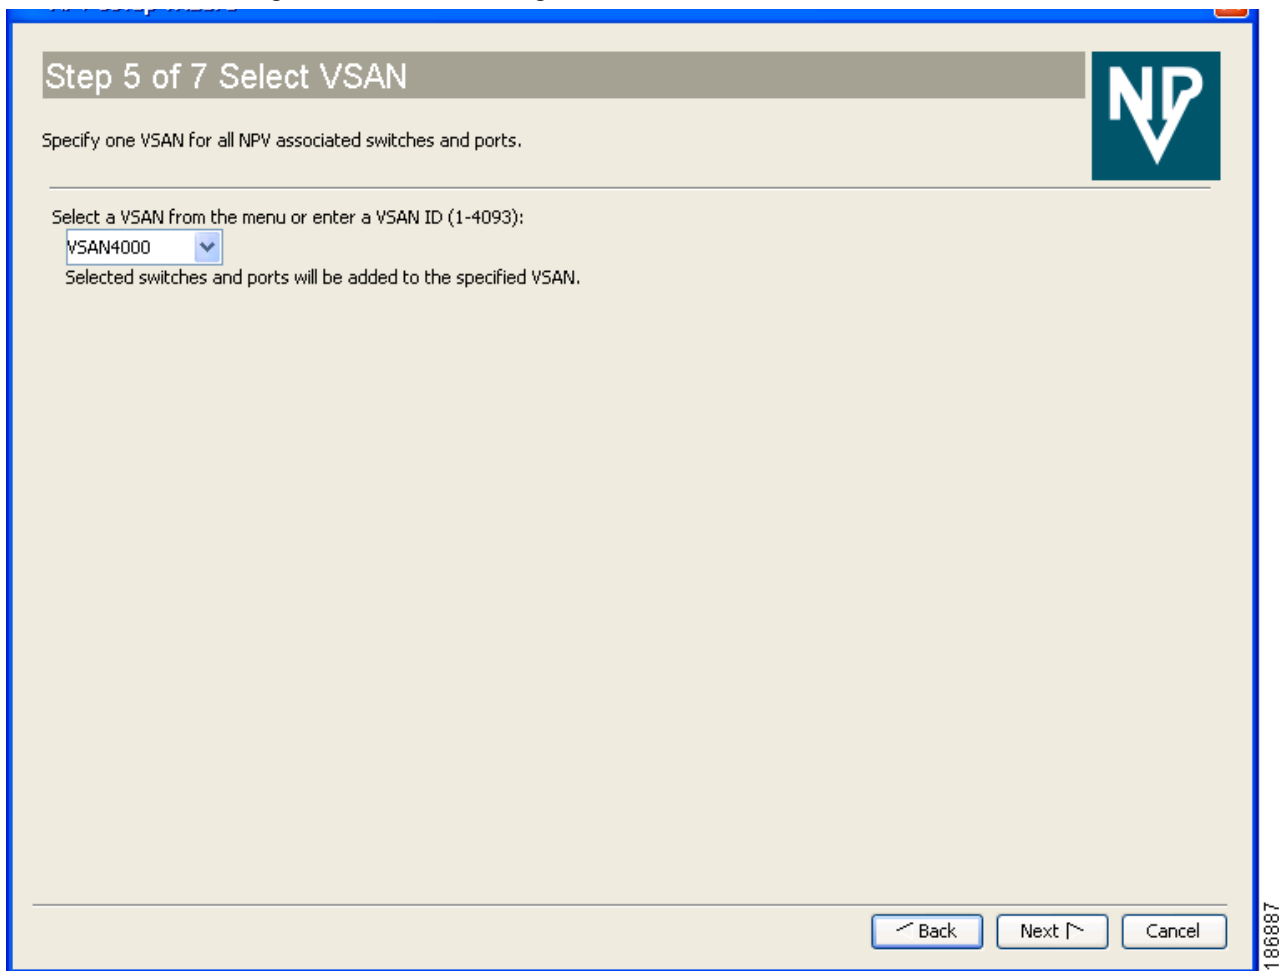 Step 5 of 7 Select VSAN
NPV
Specify one VSAN for all NPV associated switches and ports.
Select a VSAN from the menu or enter a VSAN ID (1-4093):
VSAN4000
Selected switches and ports will be added to the specified VSAN.
Back Next Cancel
186887